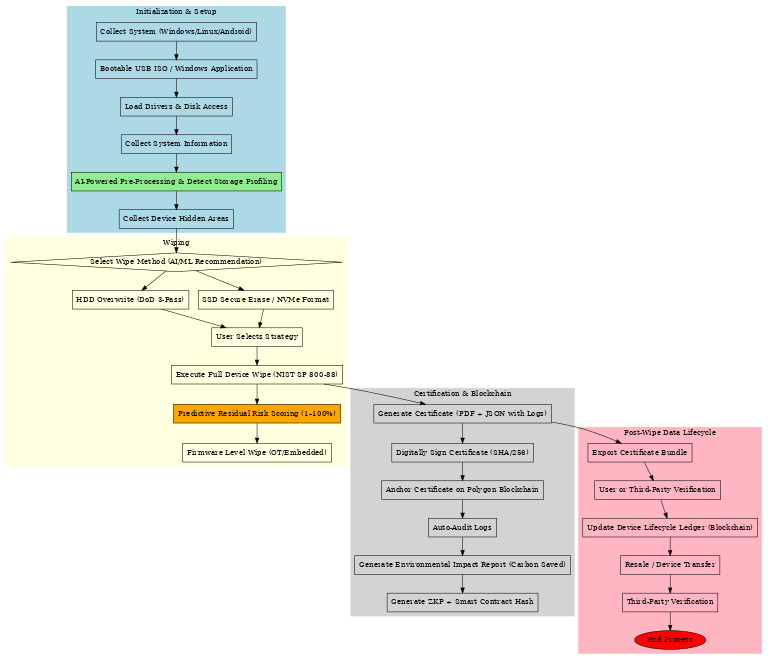 Initialization & Setup
Collect System (Windows/Linux/Android)
Bootable USB ISO / Windows Application
Load Drivers & Disk Access
Collect System Information
AI-Powered Pre-Processing & Detect Storage Profiling
Collect Device Hidden Areas
Wiping
Select Wipe Method (AI/ML Recommendation)
HDD Overwrite (DoD 3-Pass)
SSD Secure Erase / NVMe Format
User Selects Strategy
Execute Full Device Wipe (NIST SP 800-88)
Predictive Residual Risk Scoring (1–100%)
Firmware Level Wipe (OT/Embedded)
Certification & Blockchain
Generate Certificate (PDF + JSON with Logs)
Digitally Sign Certificate (SHA/256)
Anchor Certificate on Polygon Blockchain
Auto-Audit Logs
Generate Environmental Impact Report (Carbon Saved)
Generate ZKP + Smart Contract Hash
Post-Wipe Data Lifecycle
Export Certificate Bundle
User or Third-Party Verification
Update Device Lifecycle Ledger (Blockchain)
Resale / Device Transfer
Third-Party Verification
End Process